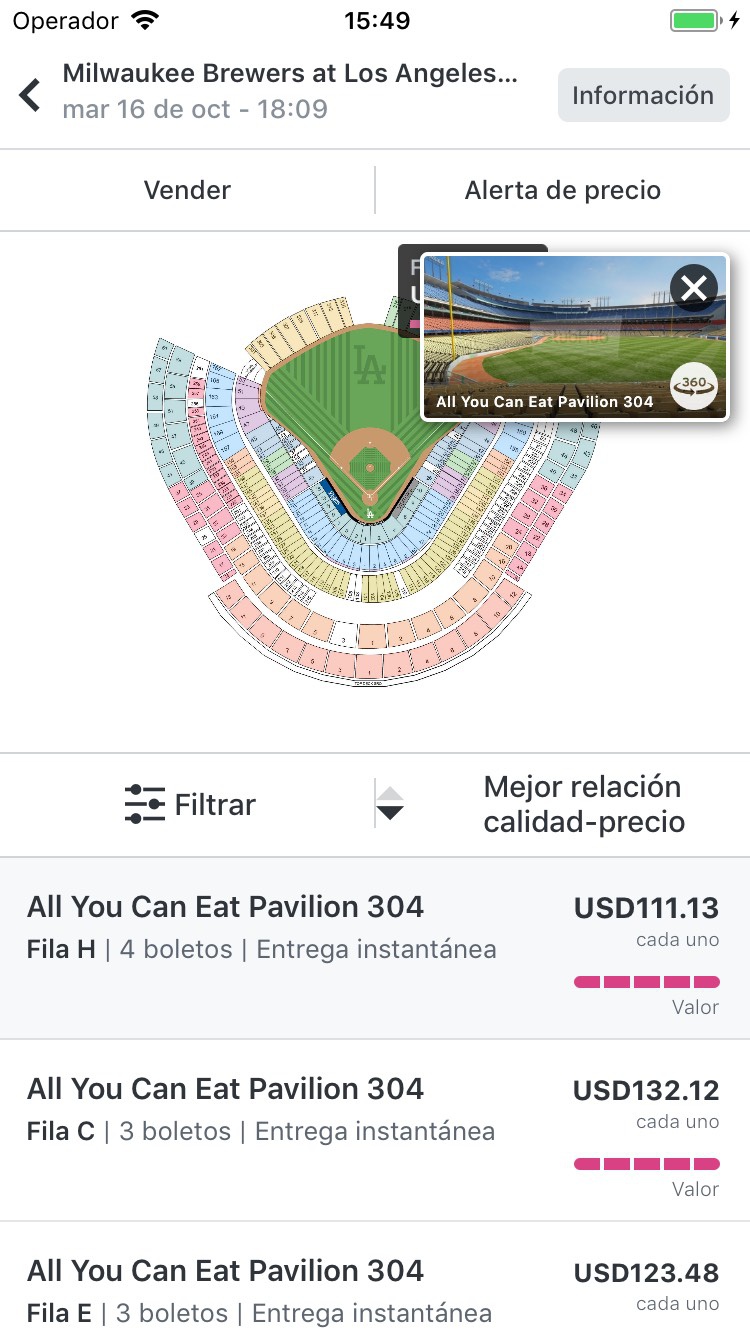 Operador
15:49
Milwaukee Brewers at Los Angeles...
mar 16 de oct - 18:09
Información
Vender
Alerta de precio
F
U
360
All You Can Eat Pavilion 304
LA
LA
TOP DECK SRO
Filtrar
Mejor relación
calidad-precio
All You Can Eat Pavilion 304
USD111.13
Fila H | 4 boletos | Entrega instantánea
cada uno
Valor
All You Can Eat Pavilion 304
USD132.12
Fila C | 3 boletos | Entrega instantánea
cada uno
Valor
All You Can Eat Pavilion 304
USD123.48
Fila E | 3 boletos | Entrega instantánea
cada uno